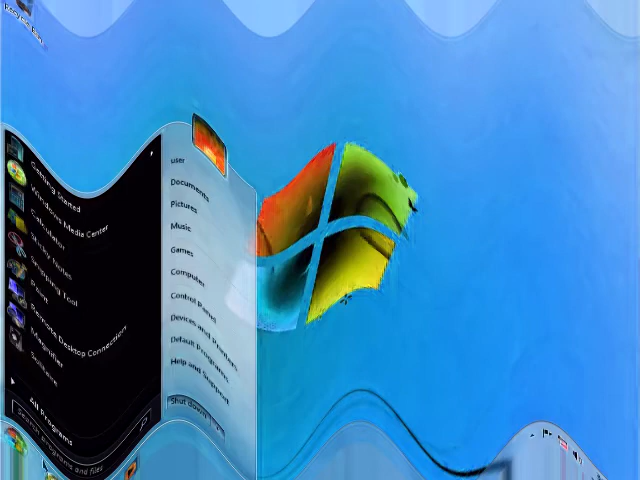 Recycle Bin
Getting Started
Windows Media Center
Calculator
Sticky Notes
Snipping Tool
Paint
Remote Desktop Connection
Magnifier
Solitaire
All Programs
Search programs and files
user
Documents
Pictures
Music
Games
Computer
Control Panel
Devices and Printers
Default Programs
Help and Support
Shut down